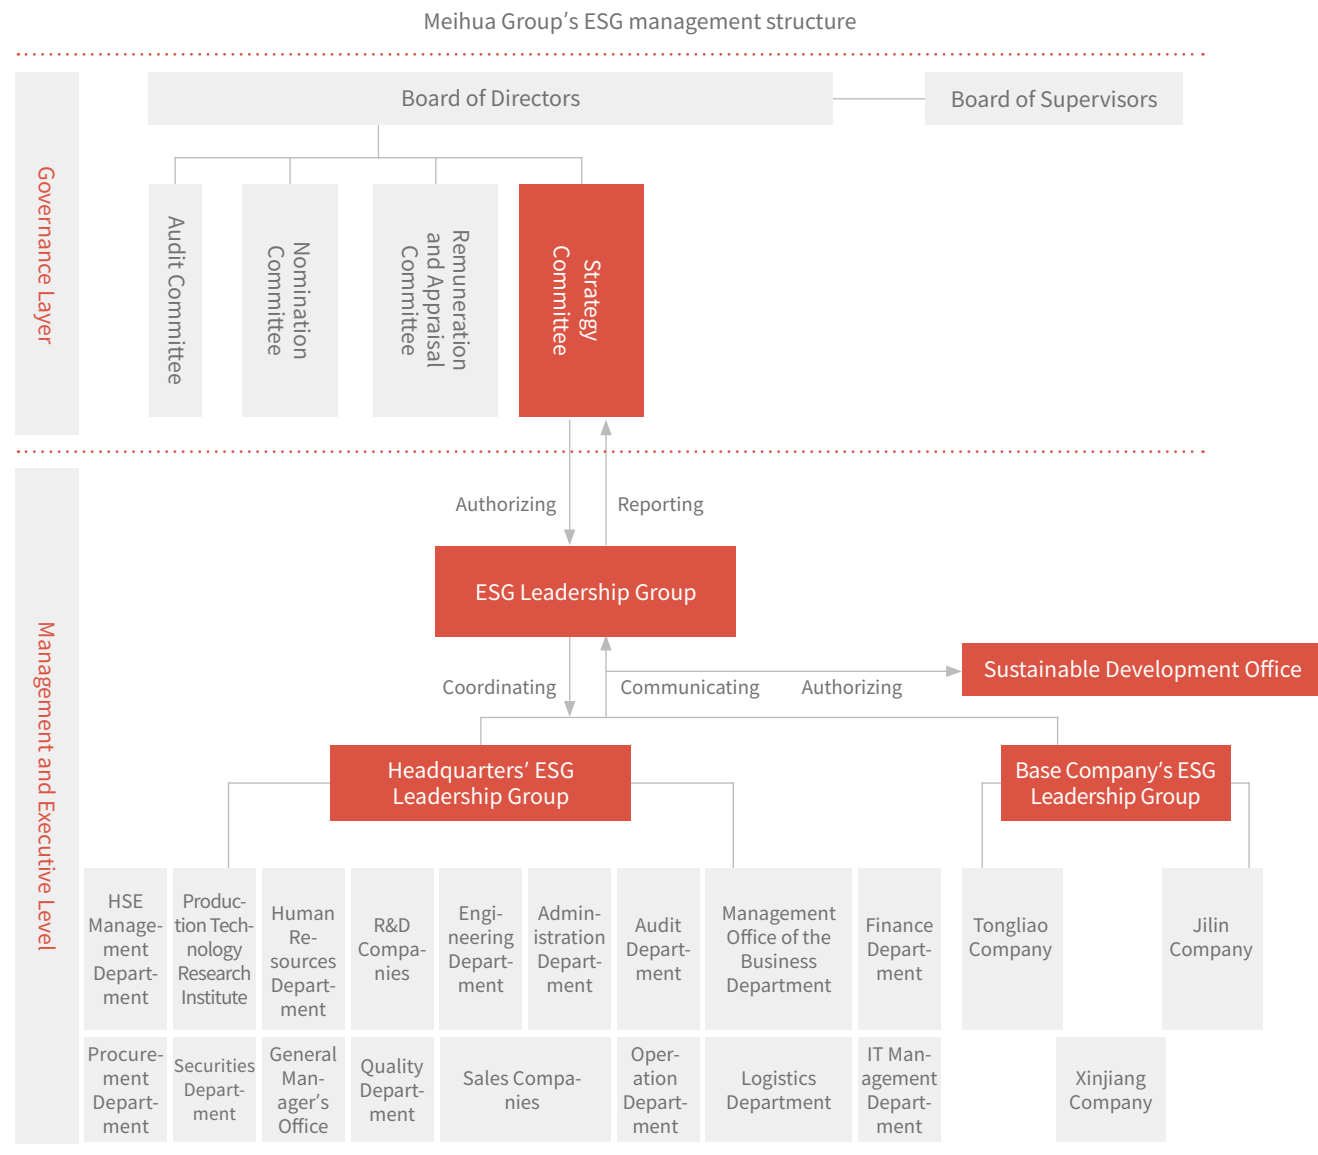 Meihua Group’s ESG management structure
Governance Layer
Board of Directors
Board of Supervisors
Audit Committee
Nomination
Committee
Remuneration
and Appraisal
Committee
Strategy
Committee
Management and Executive Level
Authorizing
Reporting
ESG Leadership Group
Coordinating
Communicating
Authorizing
Sustainable Development Office
Headquarters’ ESG
Leadership Group
Base Company’s ESG
Leadership Group
HSE
Manage-
ment
Depart-
ment
Produc-
tion Tech-
nology
Research
Institute
Human
Re-
sources
Depart-
ment
R&D
Compa-
nies
Engi-
neering
Depart-
ment
Admin-
istration
Depart-
ment
Audit
Depart-
ment
Management
Office of the
Business
Department
Finance
Depart-
ment
Tongliao
Company
Jilin
Company
Procure-
ment
Depart-
ment
Securities
Depart-
ment
General
Man-
ager’s
Office
Quality
Depart-
ment
Sales Compa-
nies
Oper-
ation
Depart-
ment
Logistics
Department
IT Man-
agement
Depart-
ment
Xinjiang
Company